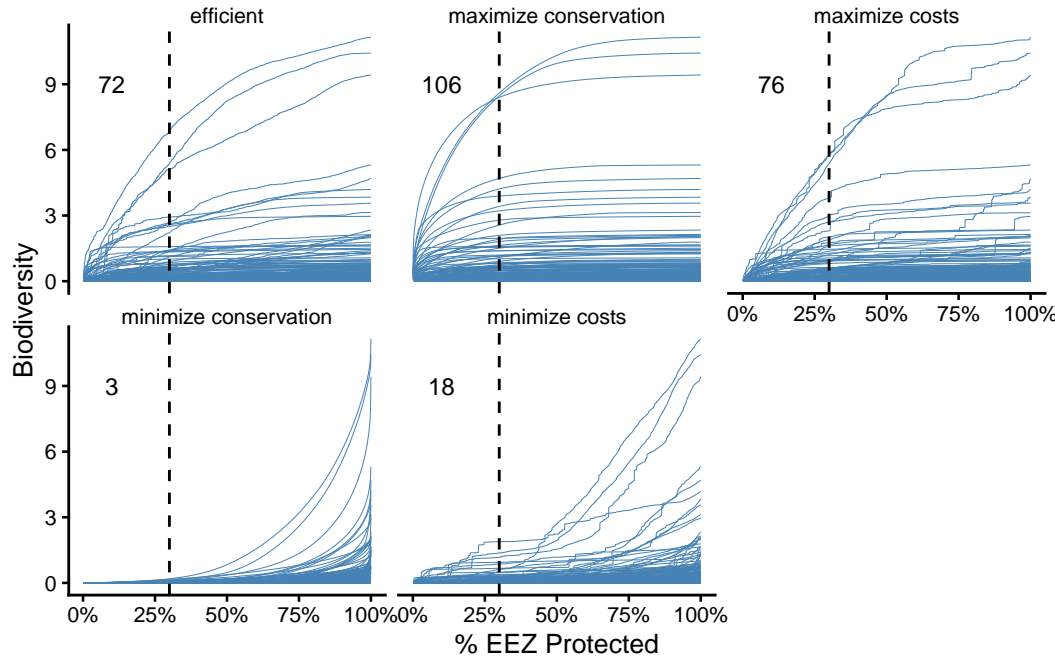 efficient
maximize conservation
maximize costs
72
106
76
9
6
3
0
0% 25% 50% 75% 100%
minimize conservation
minimize costs
3
18
9
6
3
0
0% 25% 50% 75% 100%
0% 25% 50% 75% 100%
Biodiversity
% EEZ Protected